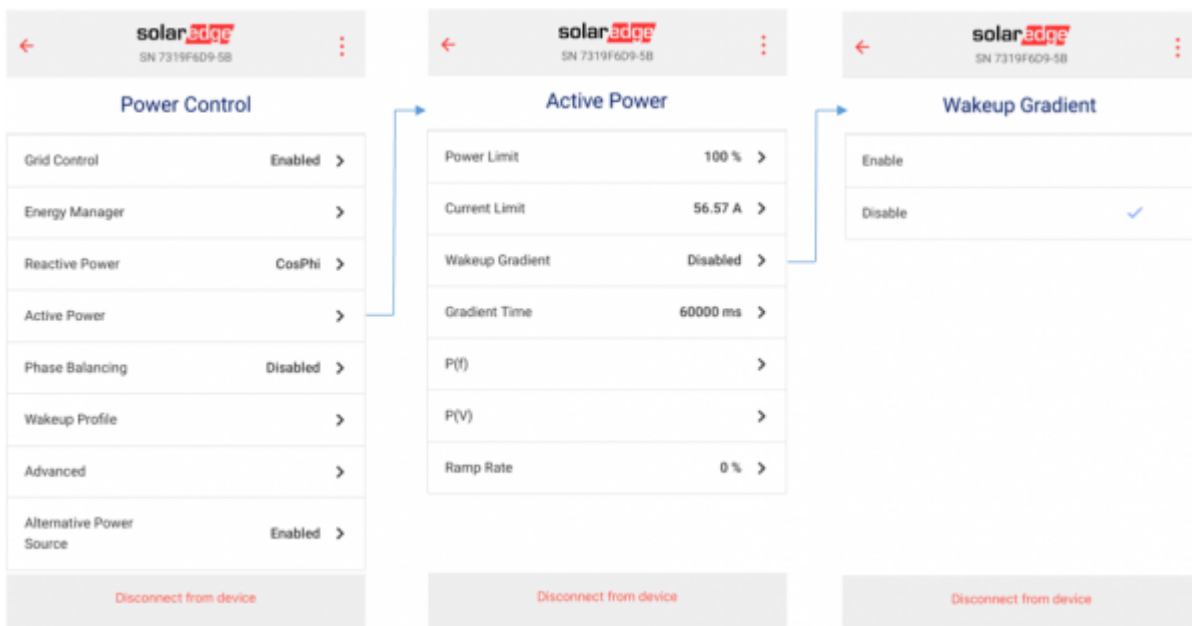 solaredge
SN 7319F6D9-5B
Power Control
Grid Control Enabled
Energy Manager
Reactive Power CosPhi
Active Power
Phase Balancing Disabled
Wakeup Profile
Advanced
Alternative Power
Source Enabled
Disconnect from device
solaredge
SN 7319F6D9-5B
Active Power
Power Limit 100 %
Current Limit 56.57 A
Wakeup Gradient Disabled
Gradient Time 60000 ms
P(f)
P(V)
Ramp Rate 0 %
Disconnect from device
solaredge
SN 7319F6D9-5B
Wakeup Gradient
Enable
Disable
Disconnect from device